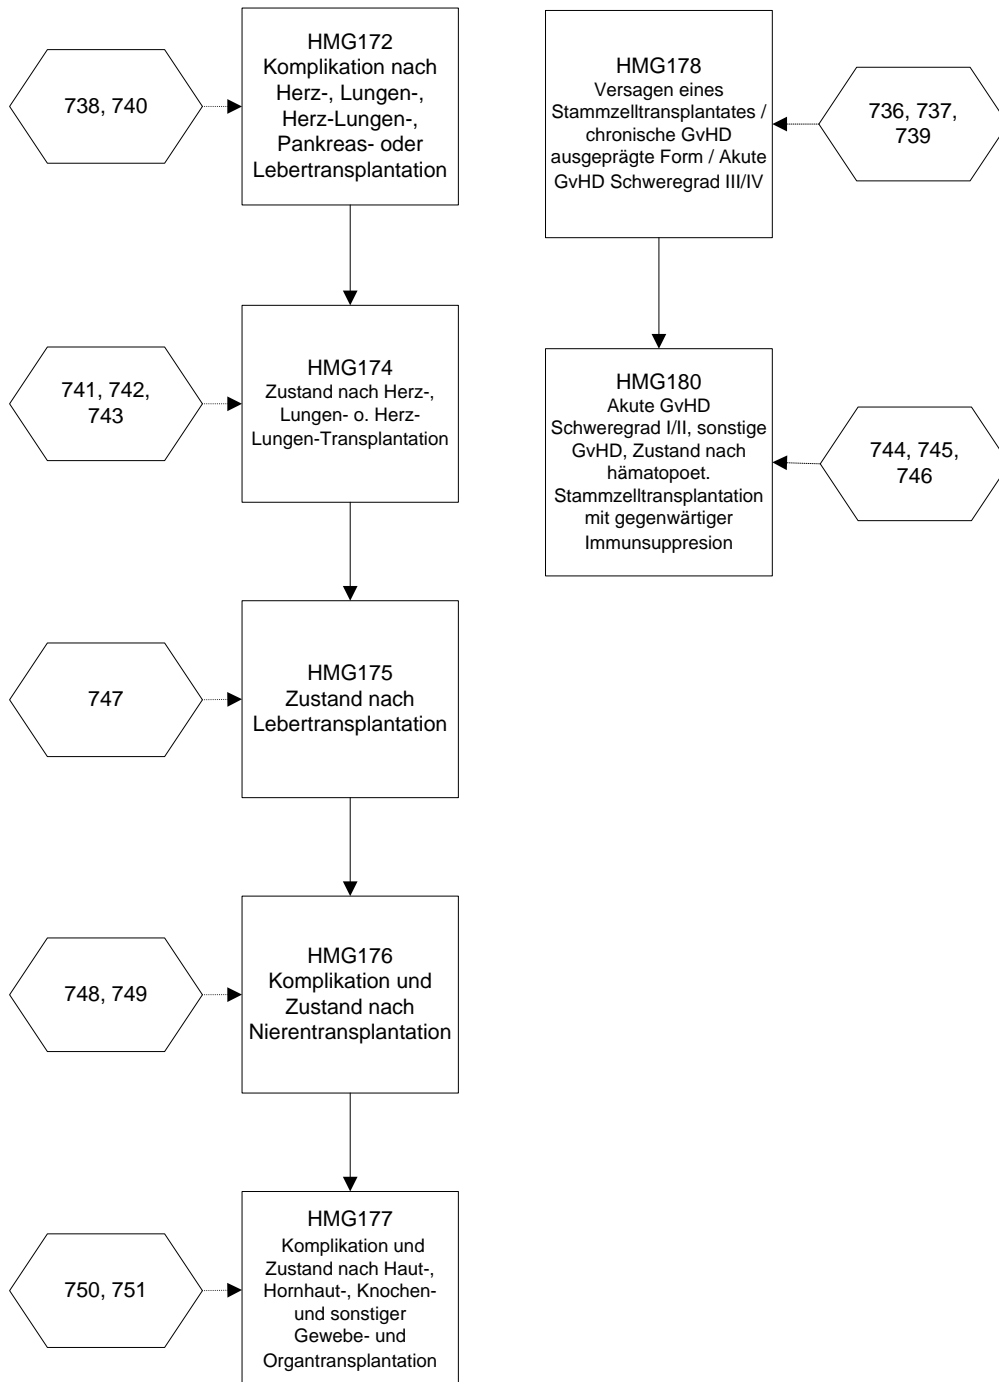 738, 740
HMG172
Komplikation nach
Herz-, Lungen-,
Herz-Lungen-,
Pankreas- oder
Lebertransplantation
741, 742,
743
HMG174
Zustand nach Herz-,
Lungen- o. Herz-
Lungen-Transplantation
747
HMG175
Zustand nach
Lebertransplantation
748, 749
HMG176
Komplikation und
Zustand nach
Nierentransplantation
750, 751
HMG177
Komplikation und
Zustand nach Haut-,
Hornhaut-, Knochen-
und sonstiger
Gewebe- und
Organtransplantation
HMG178
Versagen eines
Stammzelltransplantates /
chronische GvHD
ausgeprägte Form / Akute
GvHD Schweregrad III/IV
736, 737,
739
HMG180
Akute GvHD
Schweregrad I/II, sonstige
GvHD, Zustand nach
hämatopoet.
Stammzelltransplantation
mit gegenwärtiger
Immunsuppresion
744, 745,
746